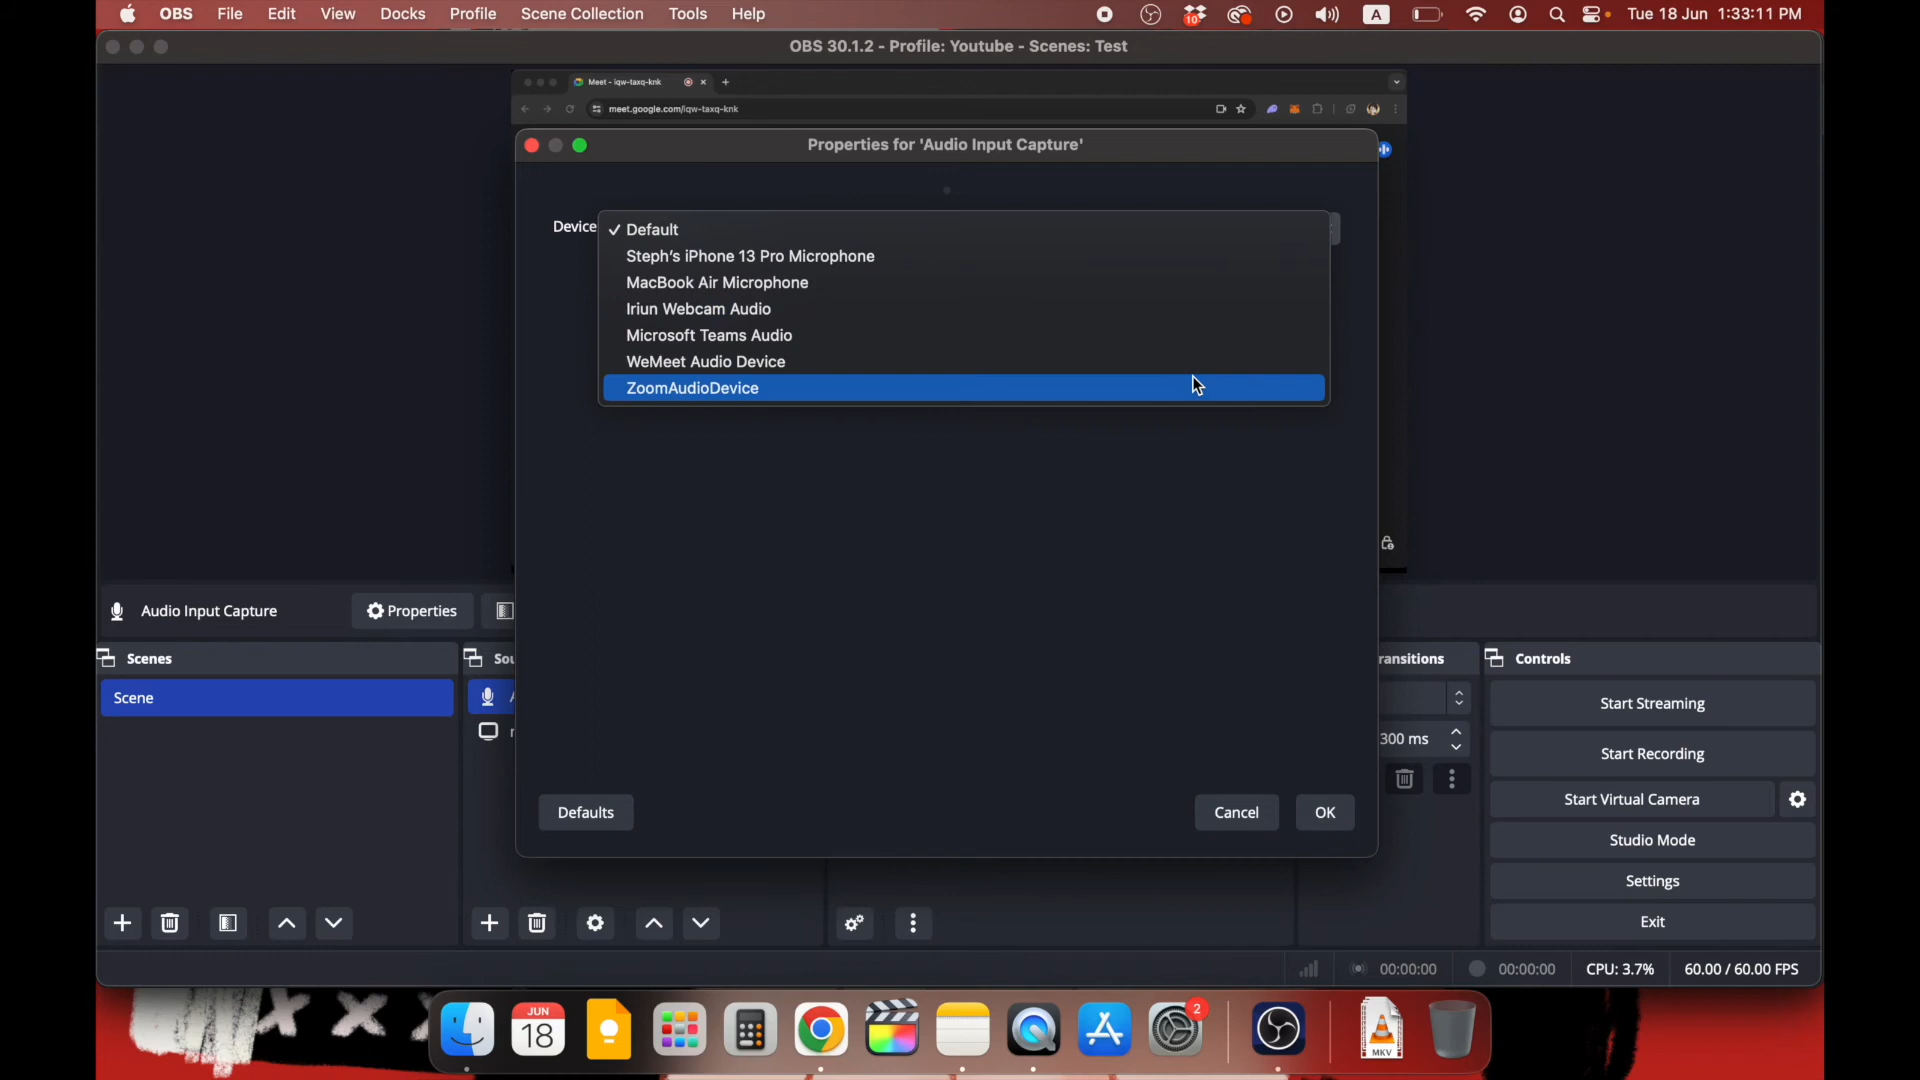 OBS File Edit View Docks Profile Scene Collection Tools Help
10
A
Tue 18 Jun 1:33:11 PM
OBS 30.1.2 - Profile: Youtube - Scenes: Test
Meet - iqw-taxq-knk
meet.google.com/iqw-taxq-knk
Properties for 'Audio Input Capture'
Device
✓ Default
Steph's iPhone 13 Pro Microphone
MacBook Air Microphone
Iriun Webcam Audio
Microsoft Teams Audio
WeMeet Audio Device
ZoomAudioDevice
Audio Input Capture
Properties
Scenes
Sou
ransitions
Controls
Scene
Start Streaming
300 ms
Start Recording
Start Virtual Camera
Defaults
Cancel
OK
Studio Mode
Settings
Exit
00:00:00
00:00:00
CPU: 3.7%
60.00 / 60.00 FPS
JUN
18
2
MKV